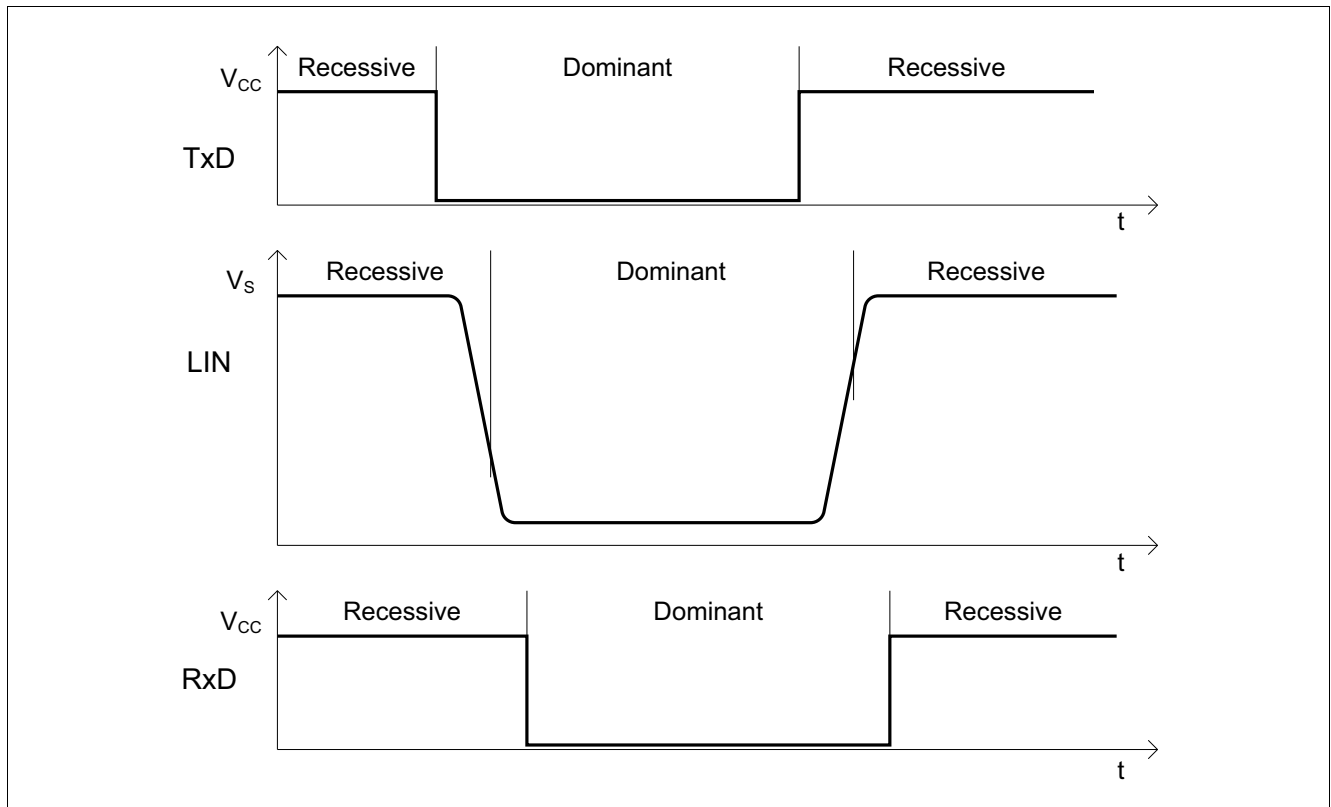 Recessive Dominant Recessive
VCC
TxD
t
Recessive Dominant Recessive
VS
LIN
t
Recessive Dominant Recessive
VCC
RxD
t